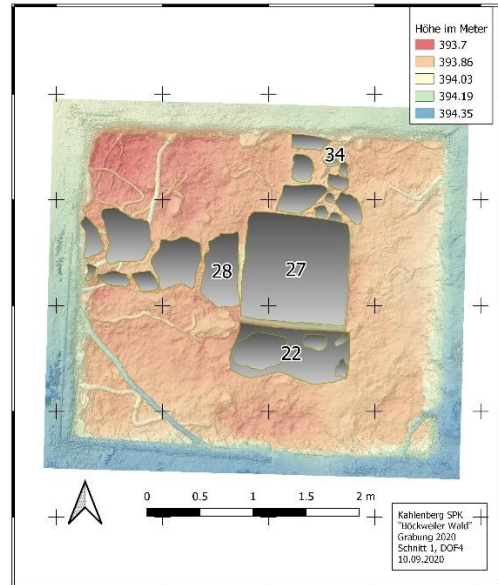 Höhe im Meter
393.7
393.86
394.03
394.19
394.35
34
28
27
22
0 0.5 1 1.5 2 m
Kahlenberg SPK
"Böckweiler Wald"
Grabung 2020
Schnitt 1, DOF4
10.09.2020